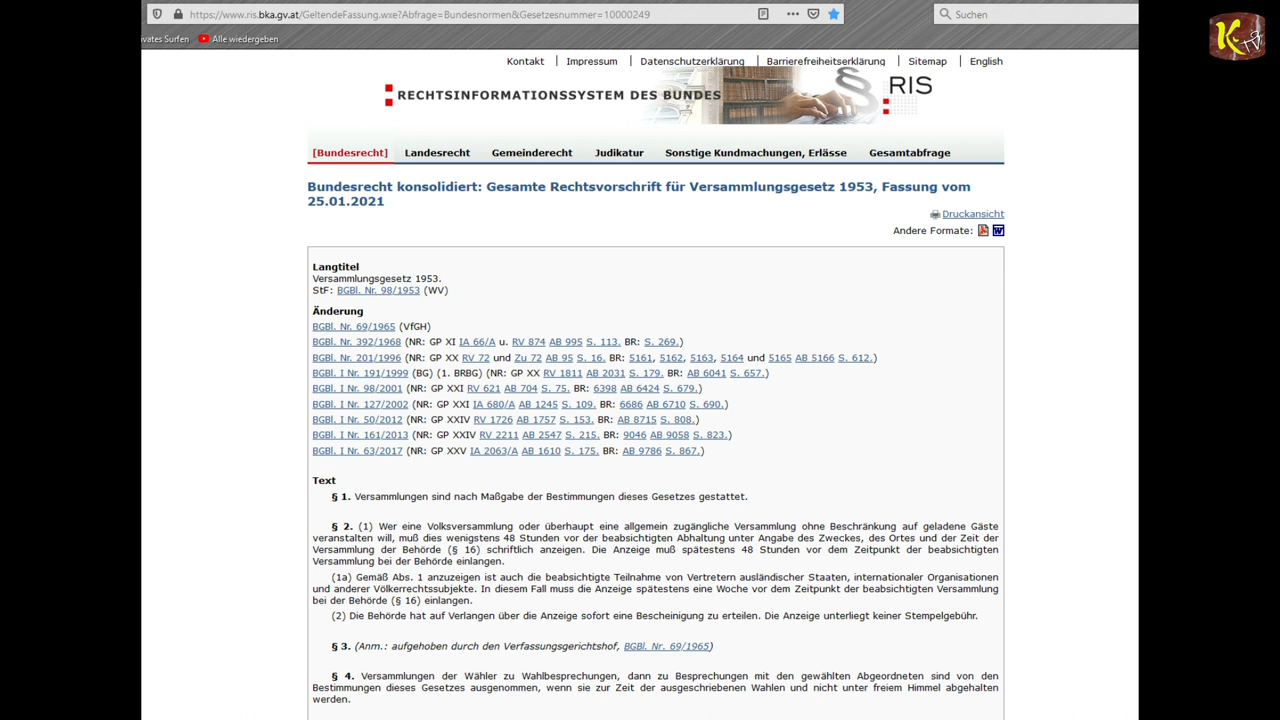 https://www.ris.bka.gv.at/GeltendeFassung.wxe?Abfrage=Bundesnormen&Gesetzesnummer=10000249
Suchen
ivates Surfen
Alle wiedergeben
Kontakt | Impressum | Datenschutzerklärung | Barrierefreiheitserklärung | Sitemap | English
RECHTSINFORMATIONSSYSTEM DES BUNDES
RIS
[Bundesrecht] Landesrecht Gemeinderecht Judikatur Sonstige Kundmachungen, Erlässe Gesamtabfrage
Bundesrecht konsolidiert: Gesamte Rechtsvorschrift für Versammlungsgesetz 1953, Fassung vom
25.01.2021
Druckansicht
Andere Formate:
Langtitel
Versammlungsgesetz 1953.
StF: BGBl. Nr. 98/1953 (WV)
Änderung
BGBl. Nr. 69/1965 (VfGH)
BGBl. Nr. 392/1968 (NR: GP XI IA 66/A u. RV 874 AB 995 S. 113. BR: S. 269.)
BGBl. Nr. 201/1996 (NR: GP XX RV 72 und Zu 72 AB 95 S. 16. BR: 5161, 5162, 5163, 5164 und 5165 AB 5166 S. 612.)
BGBl. I Nr. 191/1999 (BG) (1. BRBG) (NR: GP XX RV 1811 AB 2031 S. 179. BR: AB 6041 S. 657.)
BGBl. I Nr. 98/2001 (NR: GP XXI RV 621 AB 704 S. 75. BR: 6398 AB 6424 S. 679.)
BGBl. I Nr. 127/2002 (NR: GP XXI IA 680/A AB 1245 S. 109. BR: 6686 AB 6710 S. 690.)
BGBl. I Nr. 50/2012 (NR: GP XXIV RV 1726 AB 1757 S. 153. BR: AB 8715 S. 808.)
BGBl. I Nr. 161/2013 (NR: GP XXIV RV 2211 AB 2547 S. 215. BR: 9046 AB 9058 S. 823.)
BGBl. I Nr. 63/2017 (NR: GP XXV IA 2063/A AB 1610 S. 175. BR: AB 9786 S. 867.)
Text
§ 1. Versammlungen sind nach Maßgabe der Bestimmungen dieses Gesetzes gestattet.
§ 2. (1) Wer eine Volksversammlung oder überhaupt eine allgemein zugängliche Versammlung ohne Beschränkung auf geladene Gäste
veranstalten will, muß dies wenigstens 48 Stunden vor der beabsichtigten Abhaltung unter Angabe des Zweckes, des Ortes und der Zeit der
Versammlung der Behörde (§ 16) schriftlich anzeigen. Die Anzeige muß spätestens 48 Stunden vor dem Zeitpunkt der beabsichtigten
Versammlung bei der Behörde einlangen.
(1a) Gemäß Abs. 1 anzuzeigen ist auch die beabsichtigte Teilnahme von Vertretern ausländischer Staaten, internationaler Organisationen
und anderer Völkerrechtssubjekte. In diesem Fall muss die Anzeige spätestens eine Woche vor dem Zeitpunkt der beabsichtigten Versammlung
bei der Behörde (§ 16) einlangen.
(2) Die Behörde hat auf Verlangen über die Anzeige sofort eine Bescheinigung zu erteilen. Die Anzeige unterliegt keiner Stempelgebühr.
§ 3. (Anm.: aufgehoben durch den Verfassungsgerichtshof, BGBl. Nr. 69/1965)
§ 4. Versammlungen der Wähler zu Wahlbesprechungen, dann zu Besprechungen mit den gewählten Abgeordneten sind von den
Bestimmungen dieses Gesetzes ausgenommen, wenn sie zur Zeit der ausgeschriebenen Wahlen und nicht unter freiem Himmel abgehalten
werden.